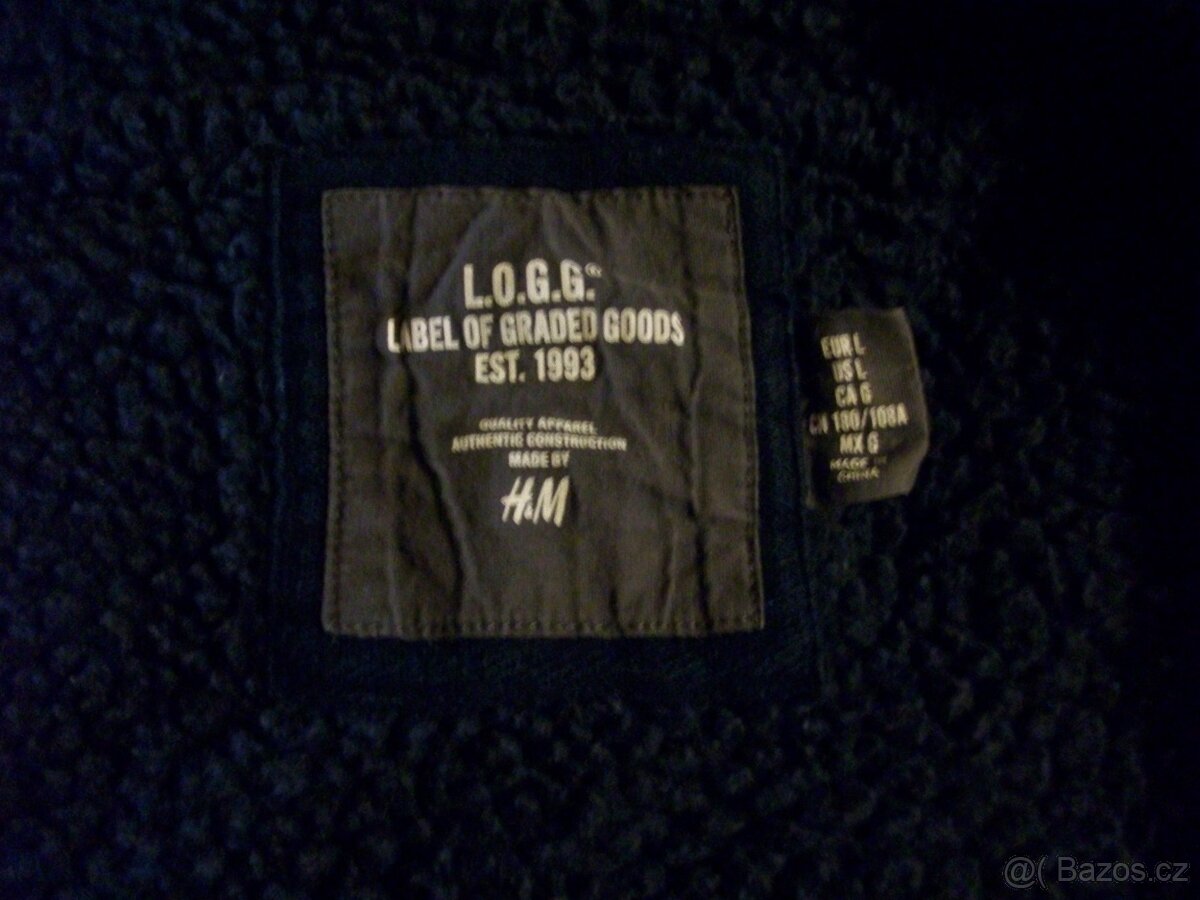 L.O.G.G.®
LABEL OF GRADED GOODS
EST. 1993
QUALITY APPAREL
AUTHENTIC CONSTRUCTION
MADE BY
H&M
EUR L
US L
CA G
CN 180/108A
MX G
MADE IN
CHINA
@( Bazos.cz